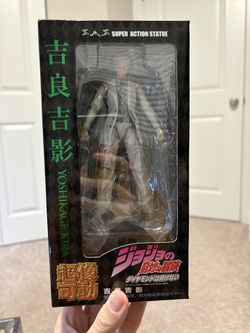 SUPER ACTION STATUE
吉良吉影
YOSHIKAGE KIRA
超像可動
ジョジョの
奇妙な冒険
ダイヤモンドは砕けない
吉良吉影